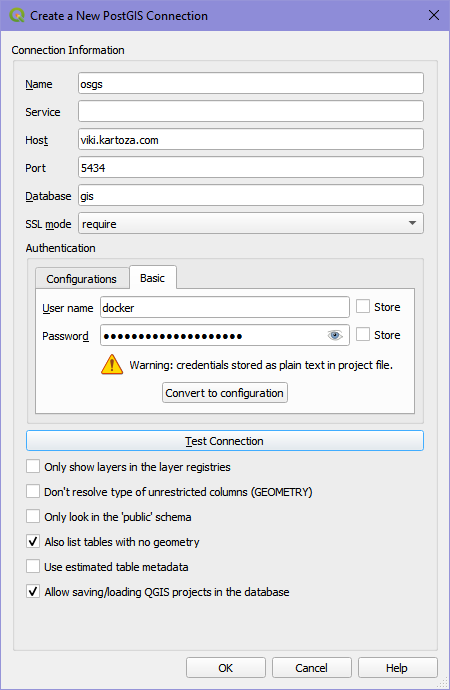 Create a New PostGIS Connection
Connection Information
Name osgs
Service
Host viki.kartoza.com
Port 5434
Database gis
SSL mode require
Authentication
Configurations Basic
User name docker Store
Password ●●●●●●●●●●●●●●●●●●●● Store
Warning: credentials stored as plain text in project file.
Convert to configuration
Test Connection
Only show layers in the layer registries
Don't resolve type of unrestricted columns (GEOMETRY)
Only look in the 'public' schema
Also list tables with no geometry
Use estimated table metadata
Allow saving/loading QGIS projects in the database
OK Cancel Help